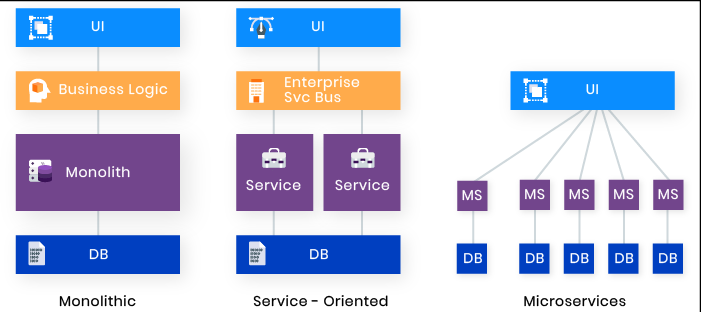 UI
Business Logic
Monolith
DB
Monolithic
UI
Enterprise
Svc Bus
Service
Service
DB
Service - Oriented
UI
MS
MS
MS
MS
MS
DB
DB
DB
DB
DB
Microservices